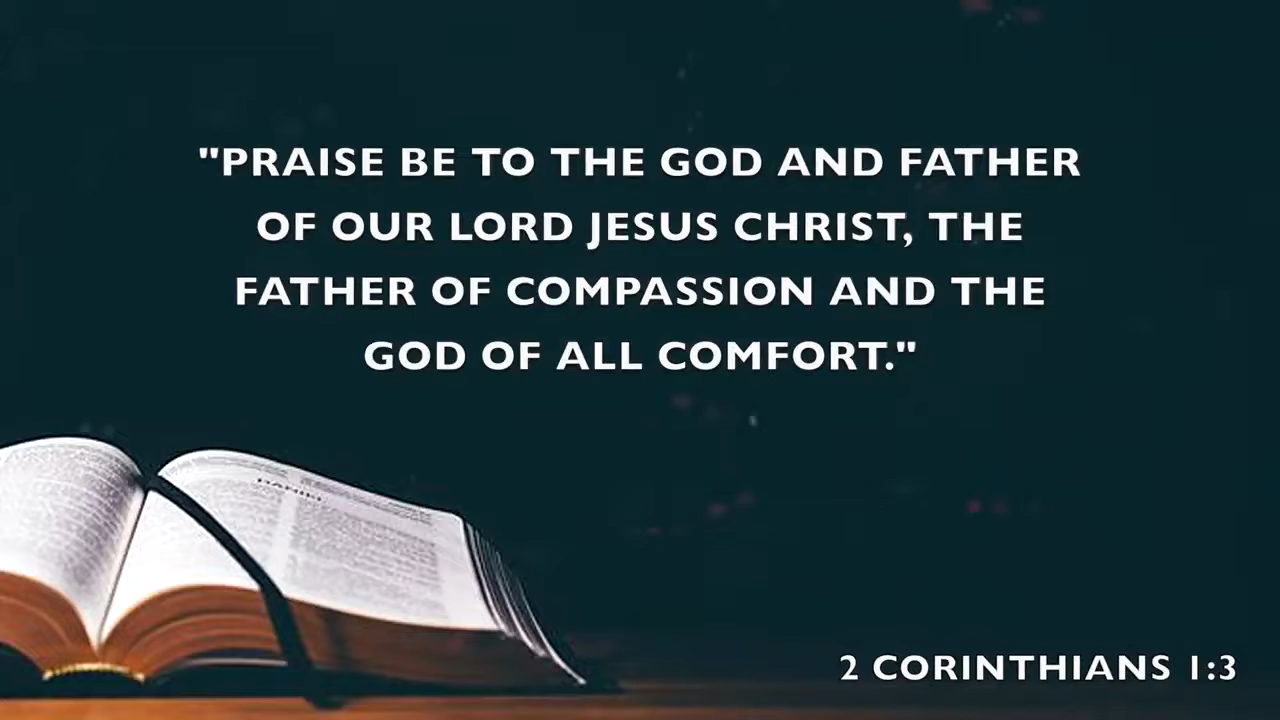 "PRAISE BE TO THE GOD AND FATHER
OF OUR LORD JESUS CHRIST, THE
FATHER OF COMPASSION AND THE
GOD OF ALL COMFORT."
DANIEL
2 CORINTHIANS 1:3